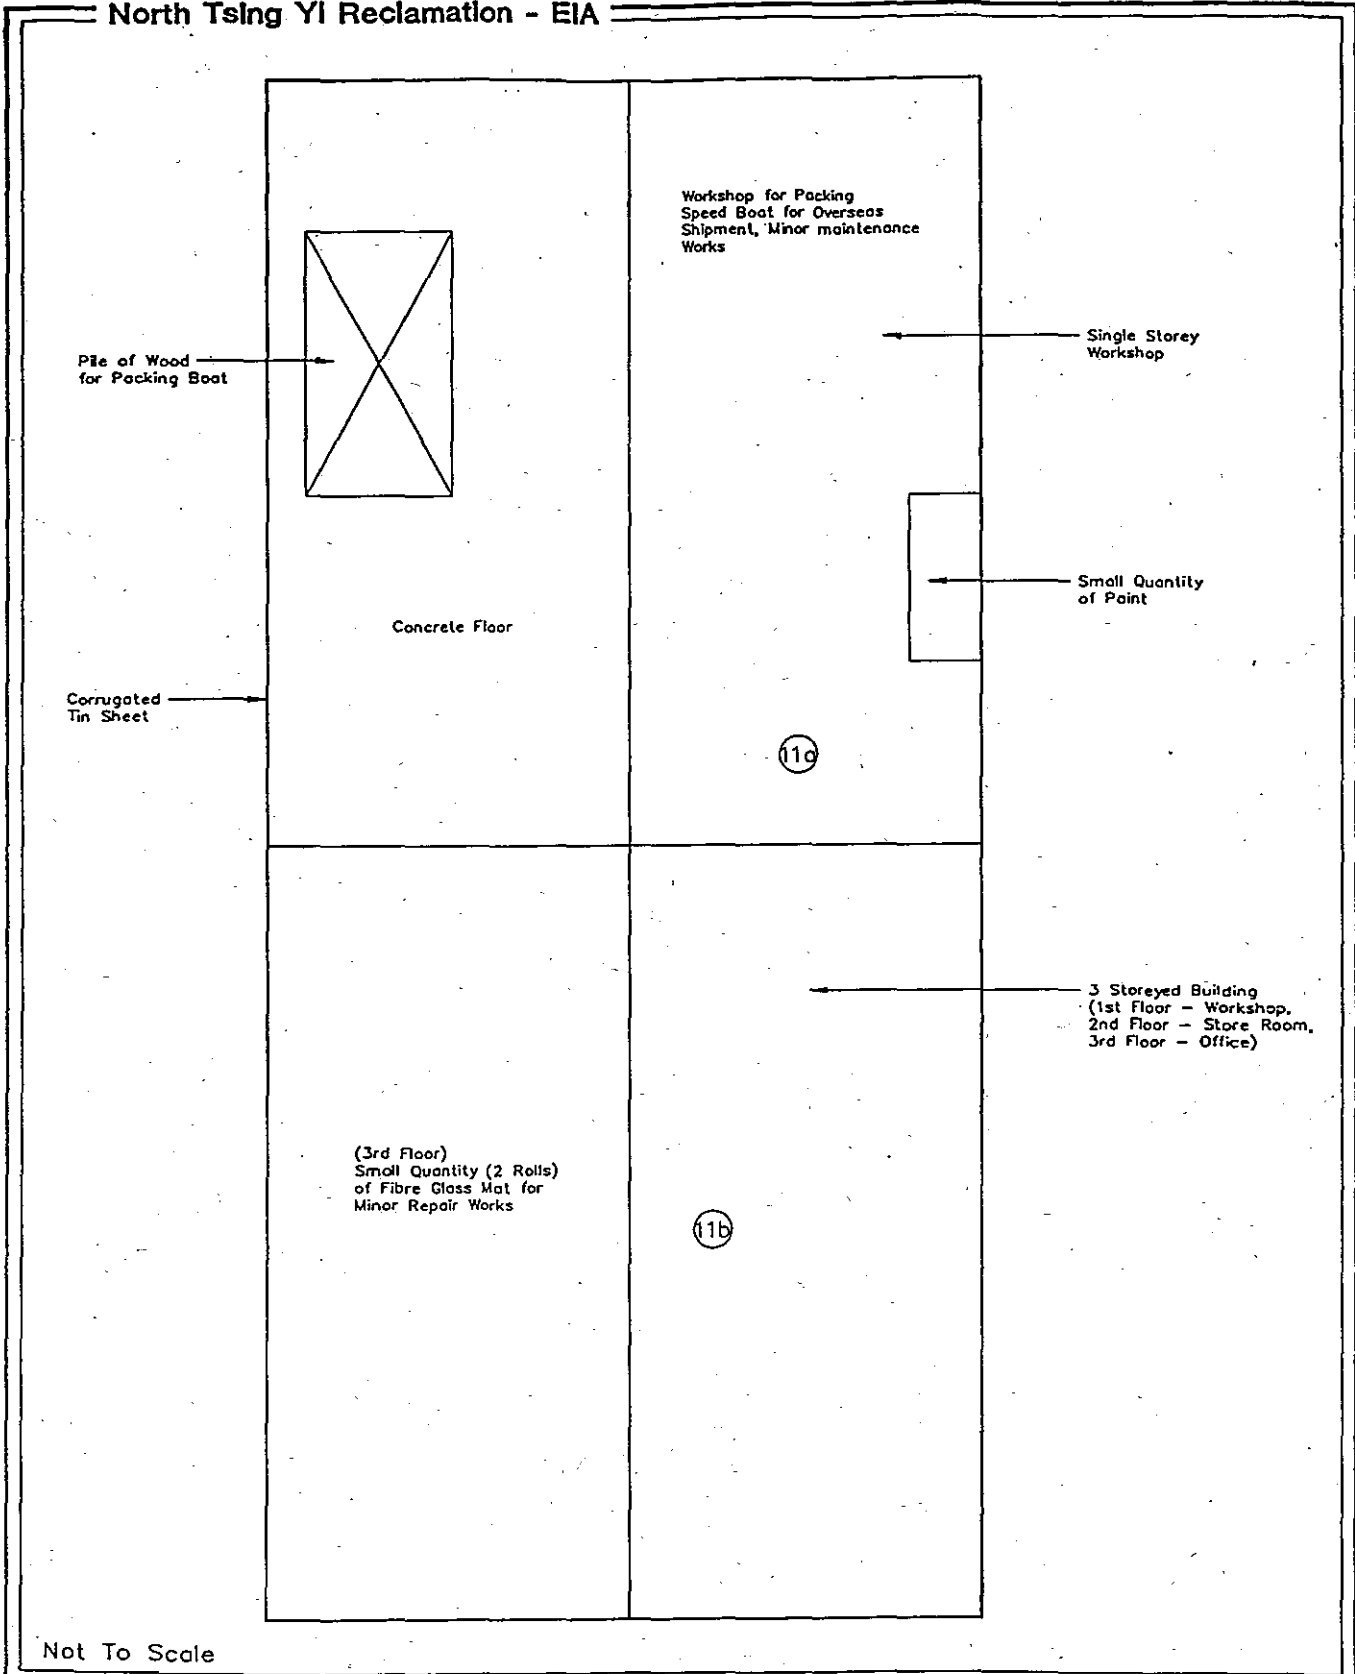 North Tsing Yi Reclamation - EIA
Workshop for Packing
Speed Boat for Overseas
Shipment, Minor maintenance
Works
Pile of Wood
for Packing Boat
Single Storey
Workshop
Small Quantity
of Paint
Concrete Floor
Corrugated
Tin Sheet
11a
3 Storeyed Building
(1st Floor - Workshop,
2nd Floor - Store Room,
3rd Floor - Office)
(3rd Floor)
Small Quantity (2 Rolls)
of Fibre Glass Mat for
Minor Repair Works
11b
Not To Scale